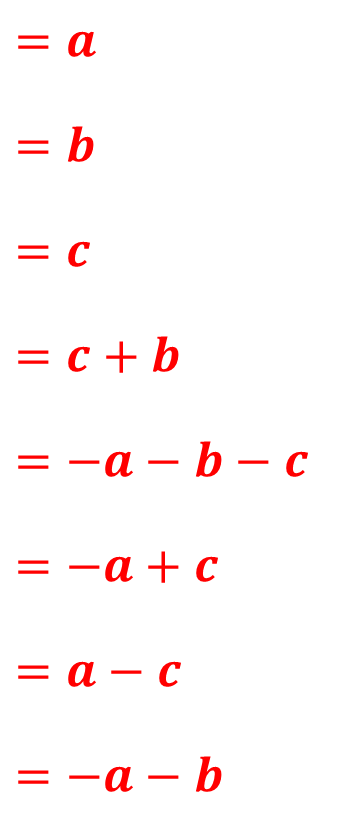 = a
= b
= c
= c + b
= −a − b − c
= −a + c
= a − c
= −a − b